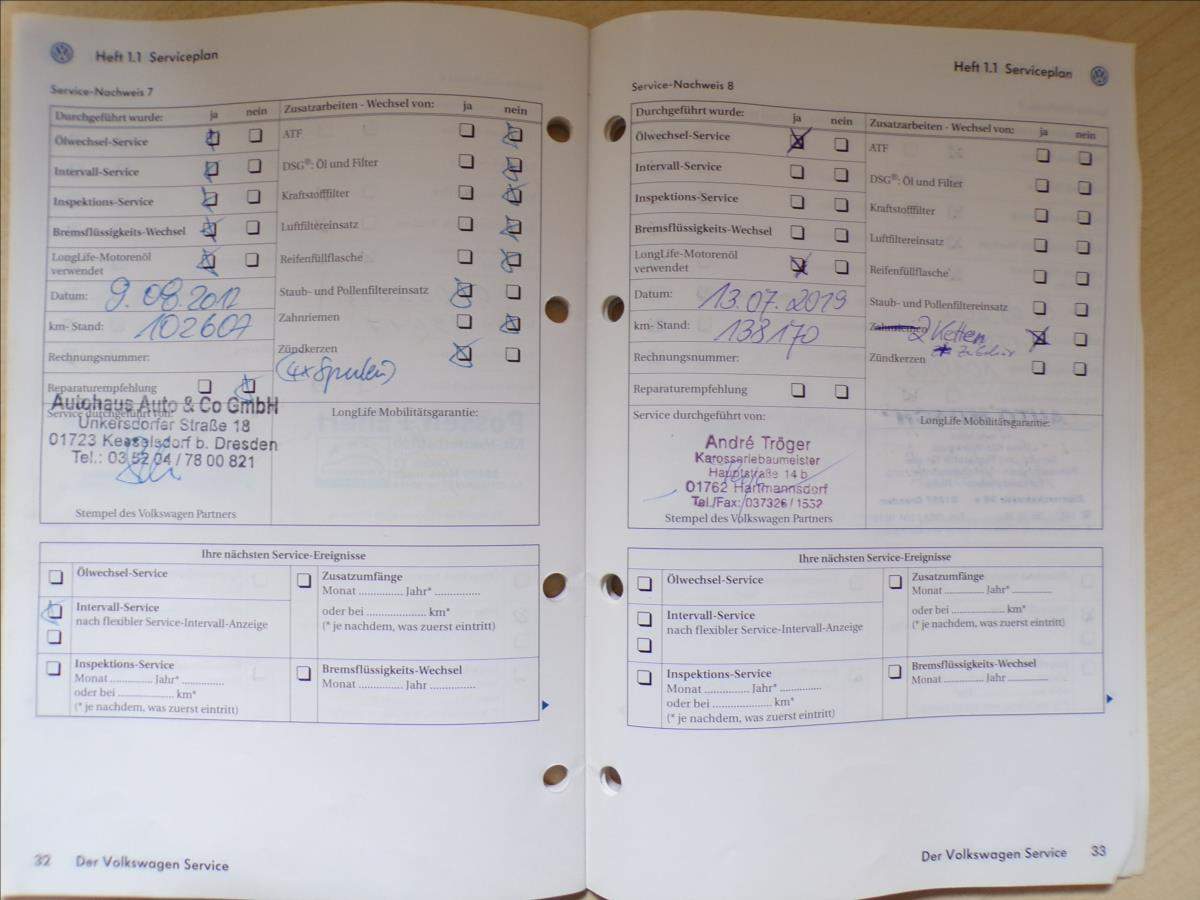 Heft 1.1 Serviceplan
Service-Nachweis 7
Durchgeführt wurde: ja nein
Ölwechsel-Service
Intervall-Service
Inspektions-Service
Bremsflüssigkeits-Wechsel
LongLife-Motorenöl
verwendet
Datum: 9.08.2012
km- Stand: 102607
Rechnungsnummer:
Reparaturempfehlung
Service durchgeführt von:
Autohaus Auto & Co GmbH
Unkersdorfer Straße 18
01723 Kesselsdorf b. Dresden
Tel.: 03 52 04 / 78 00 821
Stempel des Volkswagen Partners
Zusatzarbeiten - Wechsel von: ja nein
ATF
DSG®: Öl und Filter
Kraftstofffilter
Luftfiltereinsatz
Reifenfüllflasche
Staub- und Pollenfiltereinsatz
Zahnriemen
Zündkerzen
(4x Spulen)
LongLife Mobilitätsgarantie:
Ihre nächsten Service-Ereignisse
Ölwechsel-Service
Intervall-Service
nach flexibler Service-Intervall-Anzeige
Inspektions-Service
Monat ............. Jahr* .............
oder bei ................. km*
(* je nachdem, was zuerst eintritt)
Zusatzumfänge
Monat ............. Jahr* .............
oder bei ................. km*
(* je nachdem, was zuerst eintritt)
Bremsflüssigkeits-Wechsel
Monat ............. Jahr .............
32 Der Volkswagen Service
Heft 1.1 Serviceplan
Service-Nachweis 8
Durchgeführt wurde: ja nein
Ölwechsel-Service
Intervall-Service
Inspektions-Service
Bremsflüssigkeits-Wechsel
LongLife-Motorenöl
verwendet
Datum: 13.07.2019
km- Stand: 138170
Rechnungsnummer:
Reparaturempfehlung
Service durchgeführt von:
André Tröger
Karosseriebaumeister
Hauptstraße 14 b
01762 Hartmannsdorf
Tel./Fax: 037326 / 1552
Stempel des Volkswagen Partners
Zusatzarbeiten - Wechsel von: ja nein
ATF
DSG®: Öl und Filter
Kraftstofffilter
Luftfiltereinsatz
Reifenfüllflasche
Staub- und Pollenfiltereinsatz
Zahnriemen 2 Ketten
Zubehör
Zündkerzen
LongLife Mobilitätsgarantie:
Ihre nächsten Service-Ereignisse
Ölwechsel-Service
Intervall-Service
nach flexibler Service-Intervall-Anzeige
Inspektions-Service
Monat ............. Jahr* .............
oder bei ................. km*
(* je nachdem, was zuerst eintritt)
Zusatzumfänge
Monat ............. Jahr* .............
oder bei ................. km*
(* je nachdem, was zuerst eintritt)
Bremsflüssigkeits-Wechsel
Monat ............. Jahr .............
Der Volkswagen Service 33